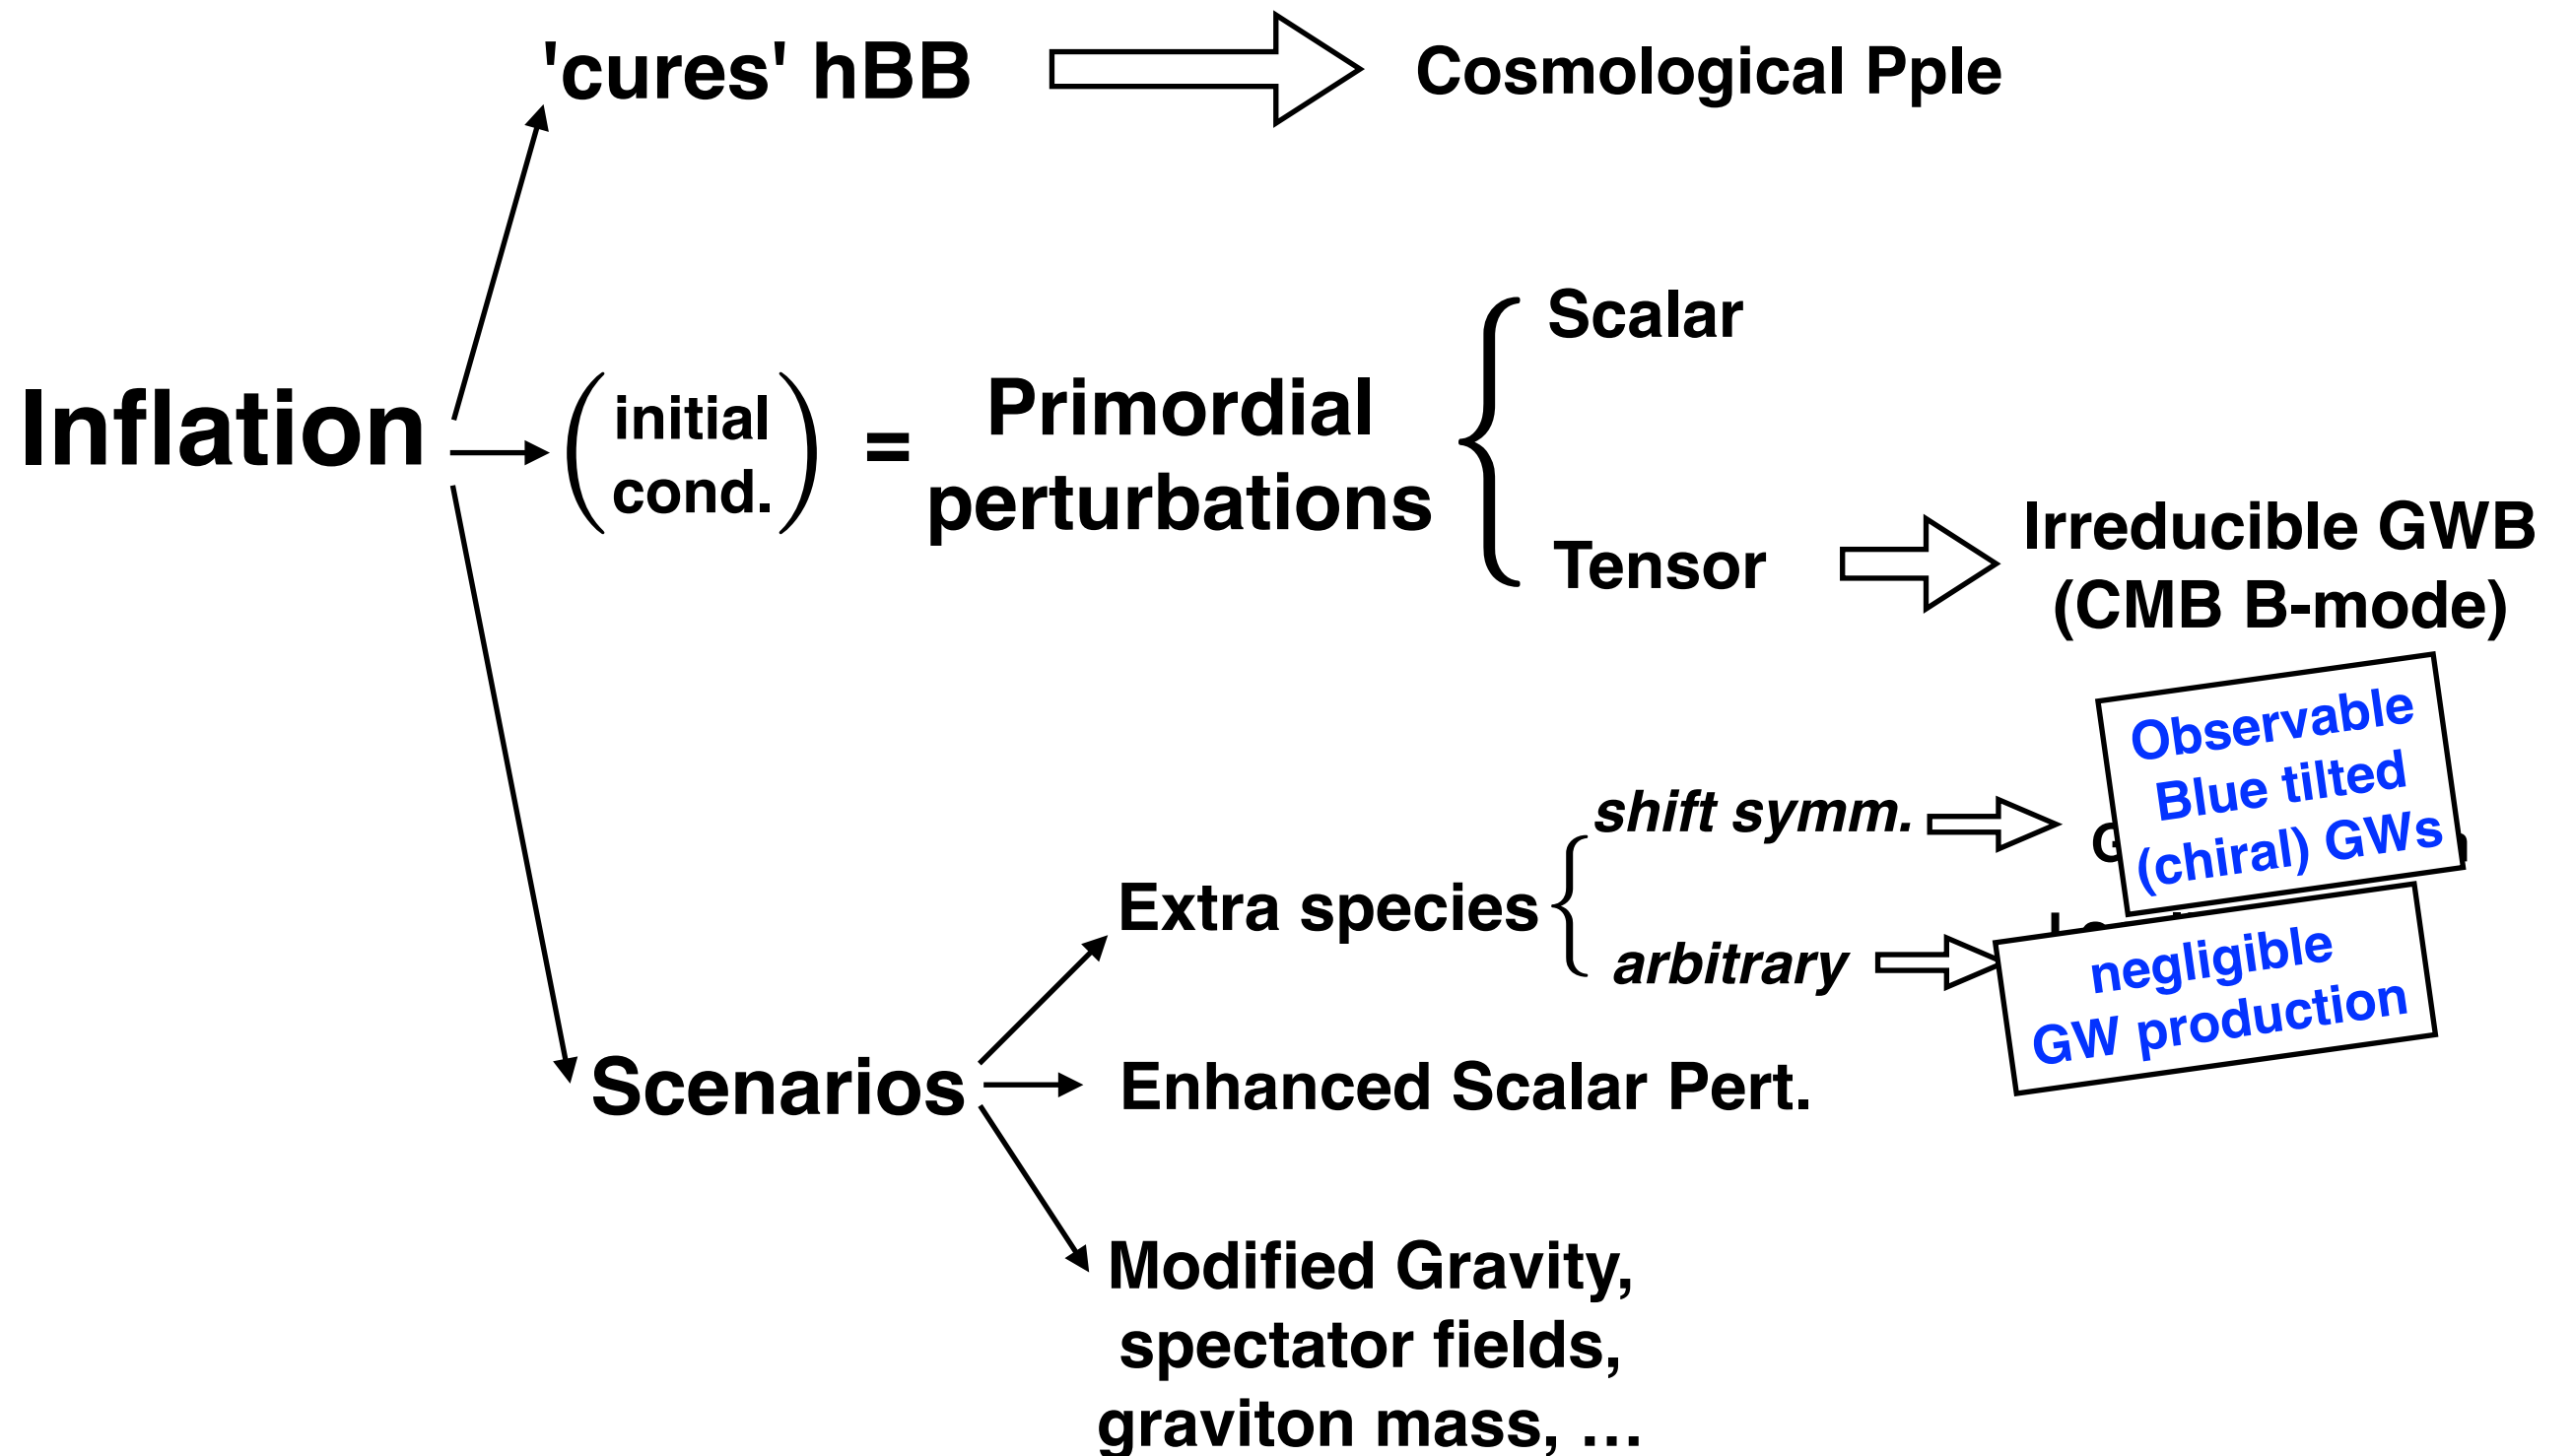 'cures' hBB
Cosmological Pple
Inflation
initial
cond.
=
Primordial
perturbations
Scalar
Tensor
Irreducible GWB
(CMB B-mode)
Extra species
shift symm.
Observable
Blue tilted
(chiral) GWs
arbitrary
negligible
GW production
Scenarios
Enhanced Scalar Pert.
Modified Gravity,
spectator fields,
graviton mass, …